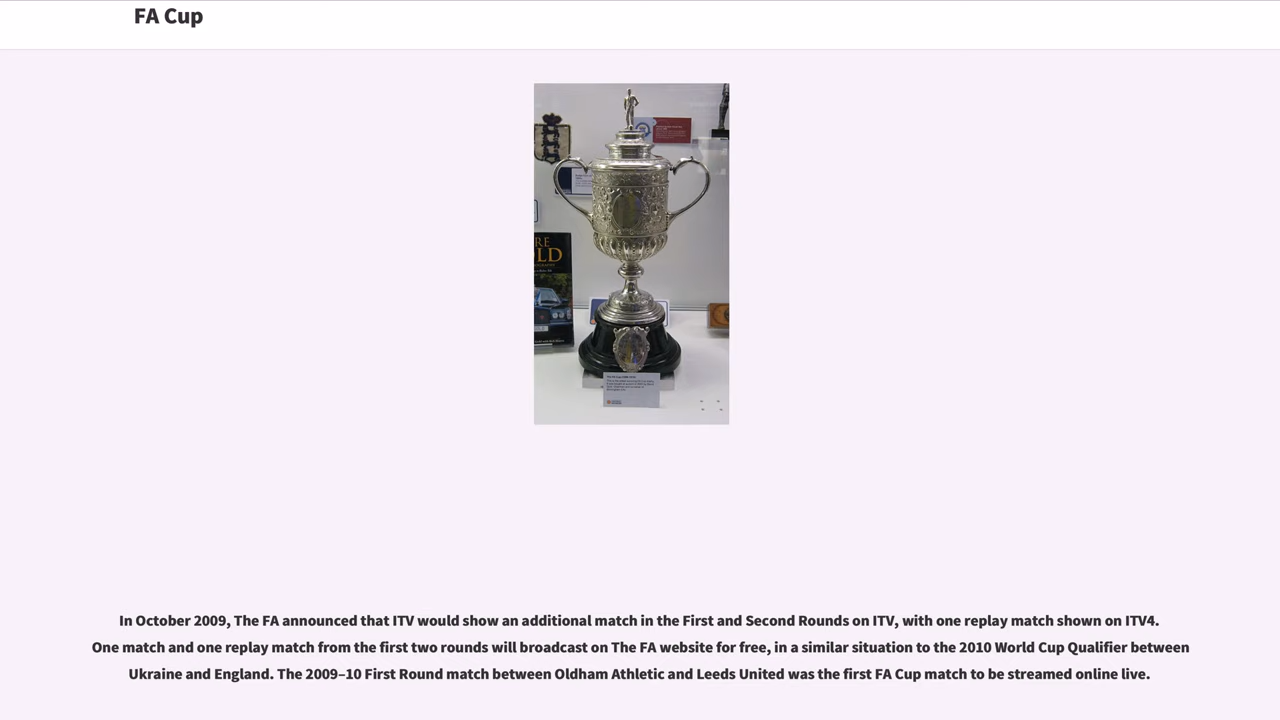 FA Cup
RE
LD
In October 2009, The FA announced that ITV would show an additional match in the First and Second Rounds on ITV, with one replay match shown on ITV4.
One match and one replay match from the first two rounds will broadcast on The FA website for free, in a similar situation to the 2010 World Cup Qualifier between
Ukraine and England. The 2009–10 First Round match between Oldham Athletic and Leeds United was the first FA Cup match to be streamed online live.